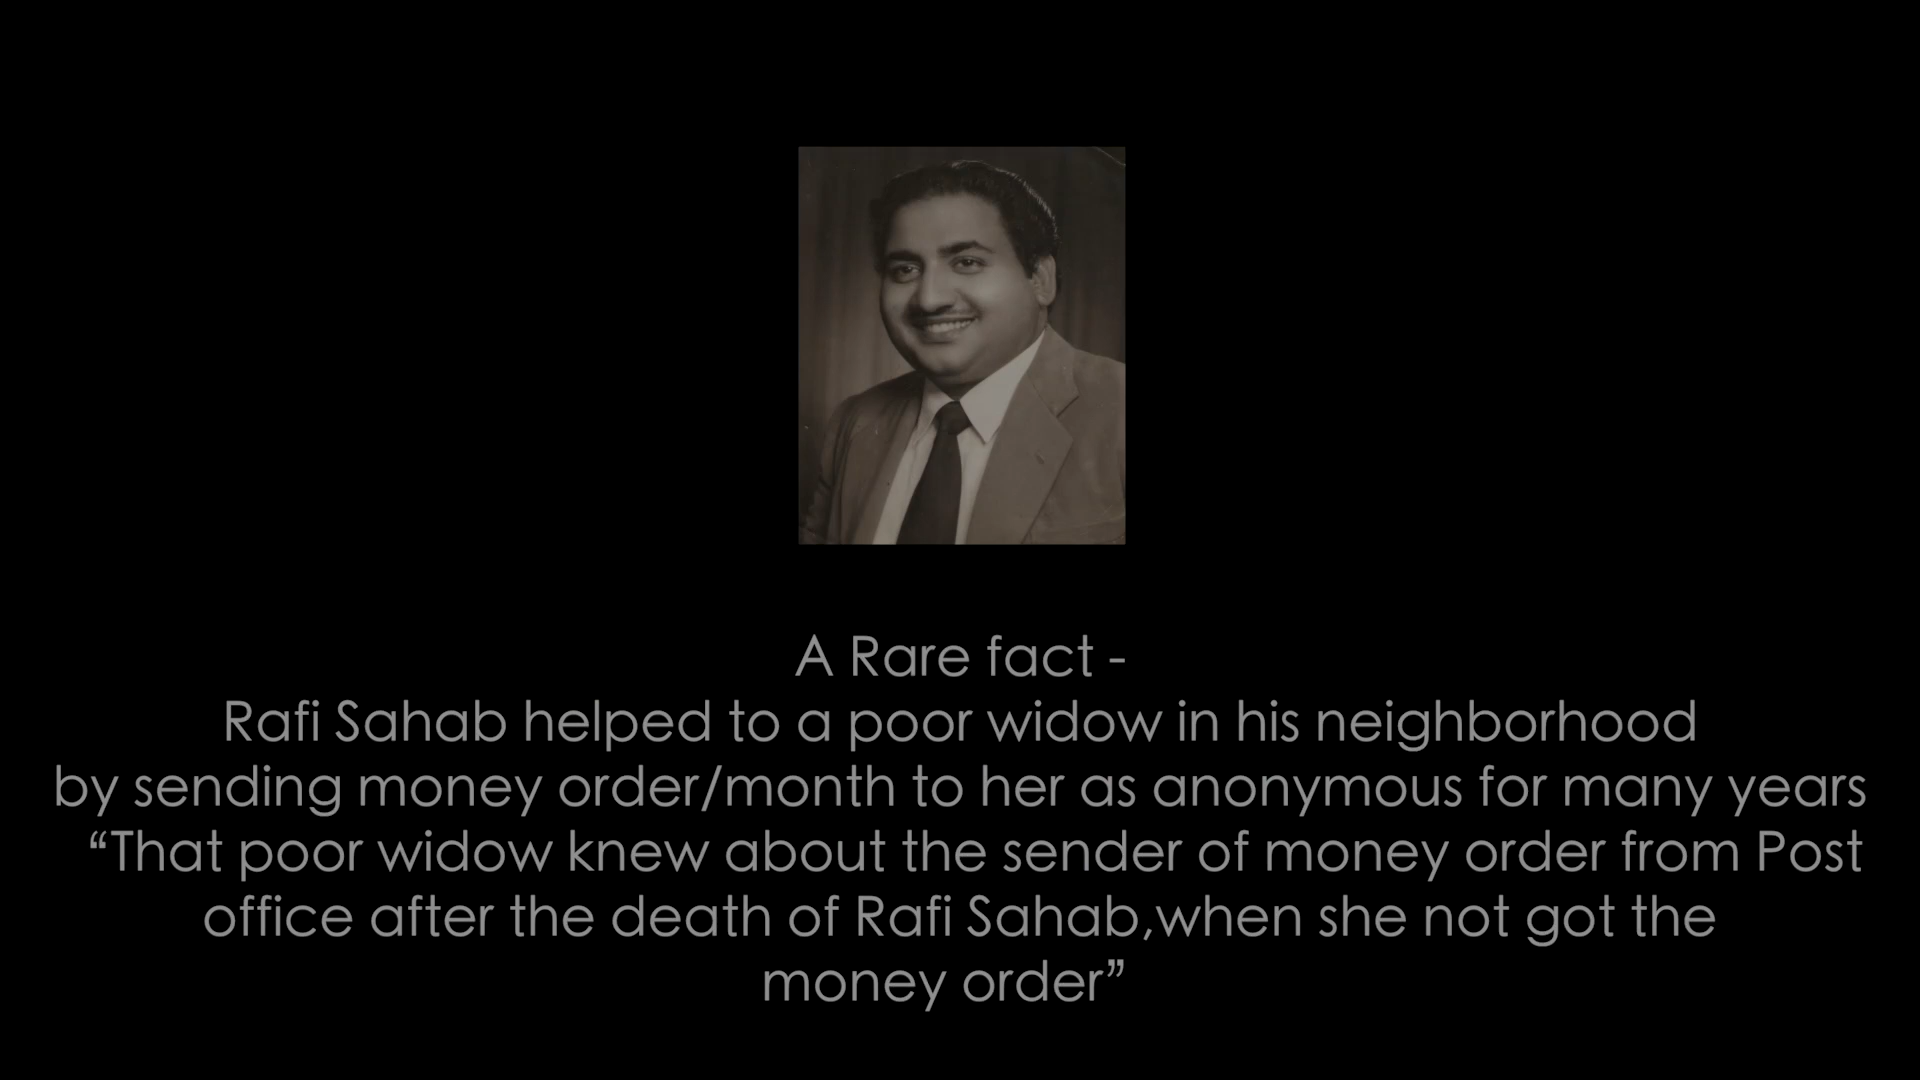 A Rare fact -
Rafi Sahab helped to a poor widow in his neighborhood
by sending money order/month to her as anonymous for many years
“That poor widow knew about the sender of money order from Post
office after the death of Rafi Sahab,when she not got the
money order”